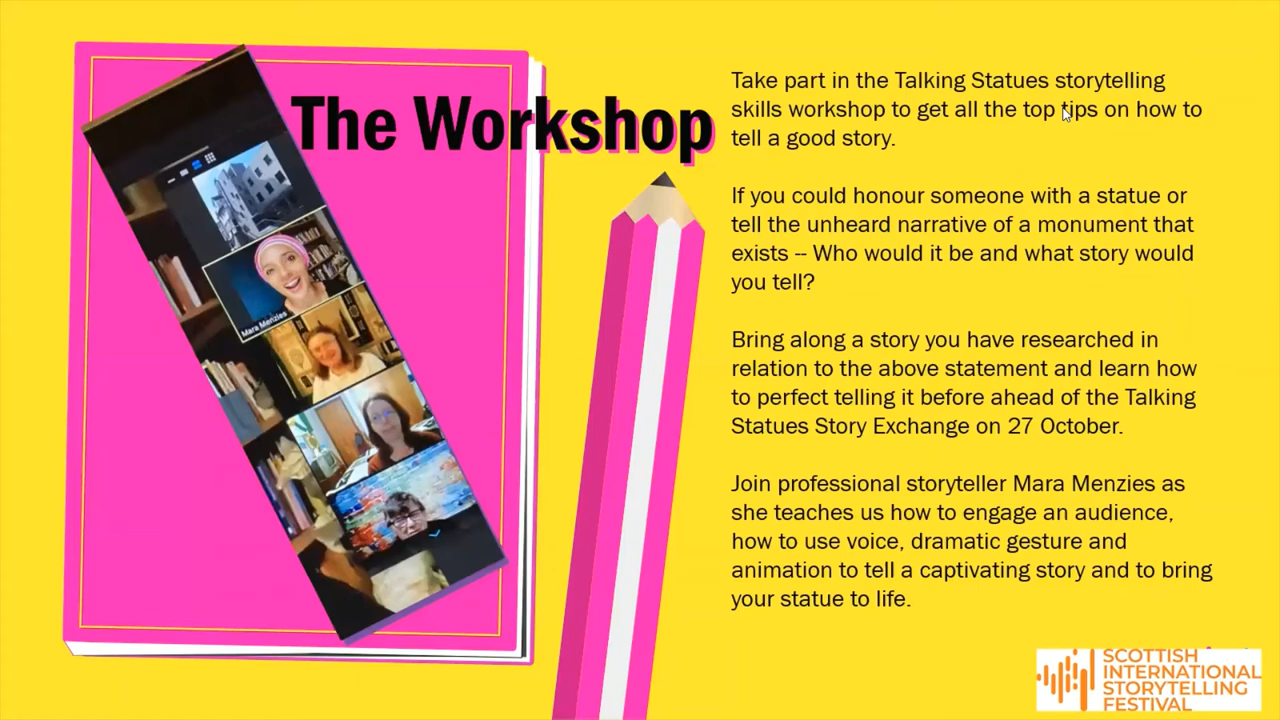 The Workshop
Take part in the Talking Statues storytelling
skills workshop to get all the top tips on how to
tell a good story.
If you could honour someone with a statue or
tell the unheard narrative of a monument that
exists -- Who would it be and what story would
you tell?
Bring along a story you have researched in
relation to the above statement and learn how
to perfect telling it before ahead of the Talking
Statues Story Exchange on 27 October.
Join professional storyteller Mara Menzies as
she teaches us how to engage an audience,
how to use voice, dramatic gesture and
animation to tell a captivating story and to bring
your statue to life.
Mara Menzies
SCOTTISH
INTERNATIONAL
STORYTELLING
FESTIVAL